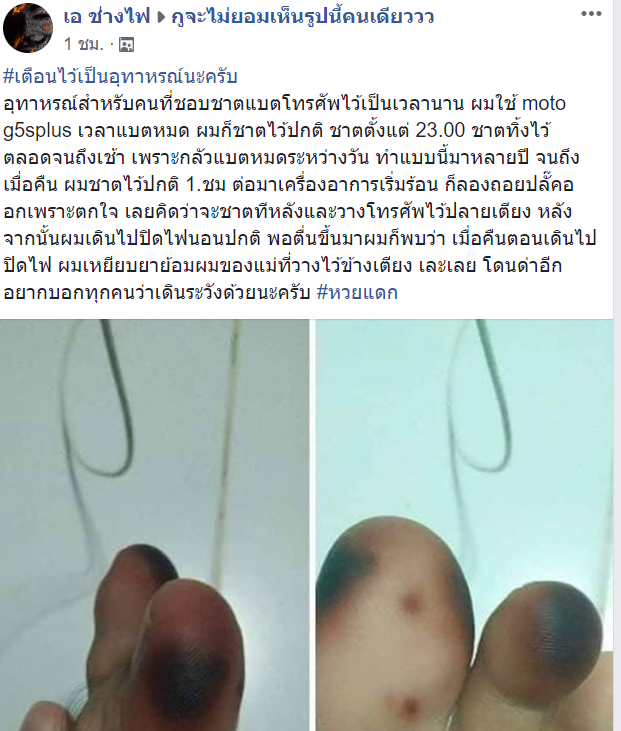 เอ ช่างไฟ ▸ กูจะไม่ยอมเห็นรูปนี้คนเดียววว
1 ชม. ·
#เตือนไว้เป็นอุทาหรณ์นะครับ
อุทาหรณ์สำหรับคนที่ชอบชาตแบตโทรศัพไว้เป็นเวลานาน ผมใช้ moto
g5splus เวลาแบตหมด ผมก็ชาตไว้ปกติ ชาตตั้งแต่ 23.00 ชาตทิ้งไว้
ตลอดจนถึงเช้า เพราะกลัวแบตหมดระหว่างวัน ทำแบบนี้มาหลายปี จนถึง
เมื่อคืน ผมชาตไว้ปกติ 1.ชม ต่อมาเครื่องอาการเริ่มร้อน ก็ลองถอยปลั๊คอ
อกเพราะตกใจ เลยคิดว่าจะชาตทีหลังและวางโทรศัพไว้ปลายเตียง หลัง
จากนั้นผมเดินไปปิดไฟนอนปกติ พอตื่นขึ้นมาผมก็พบว่า เมื่อคืนตอนเดินไป
ปิดไฟ ผมเหยียบยาย้อมผมของแม่ที่วางไว้ข้างเตียง เละเลย โดนด่าอีก
อยากบอกทุกคนว่าเดินระวังด้วยนะครับ #หวยแดก